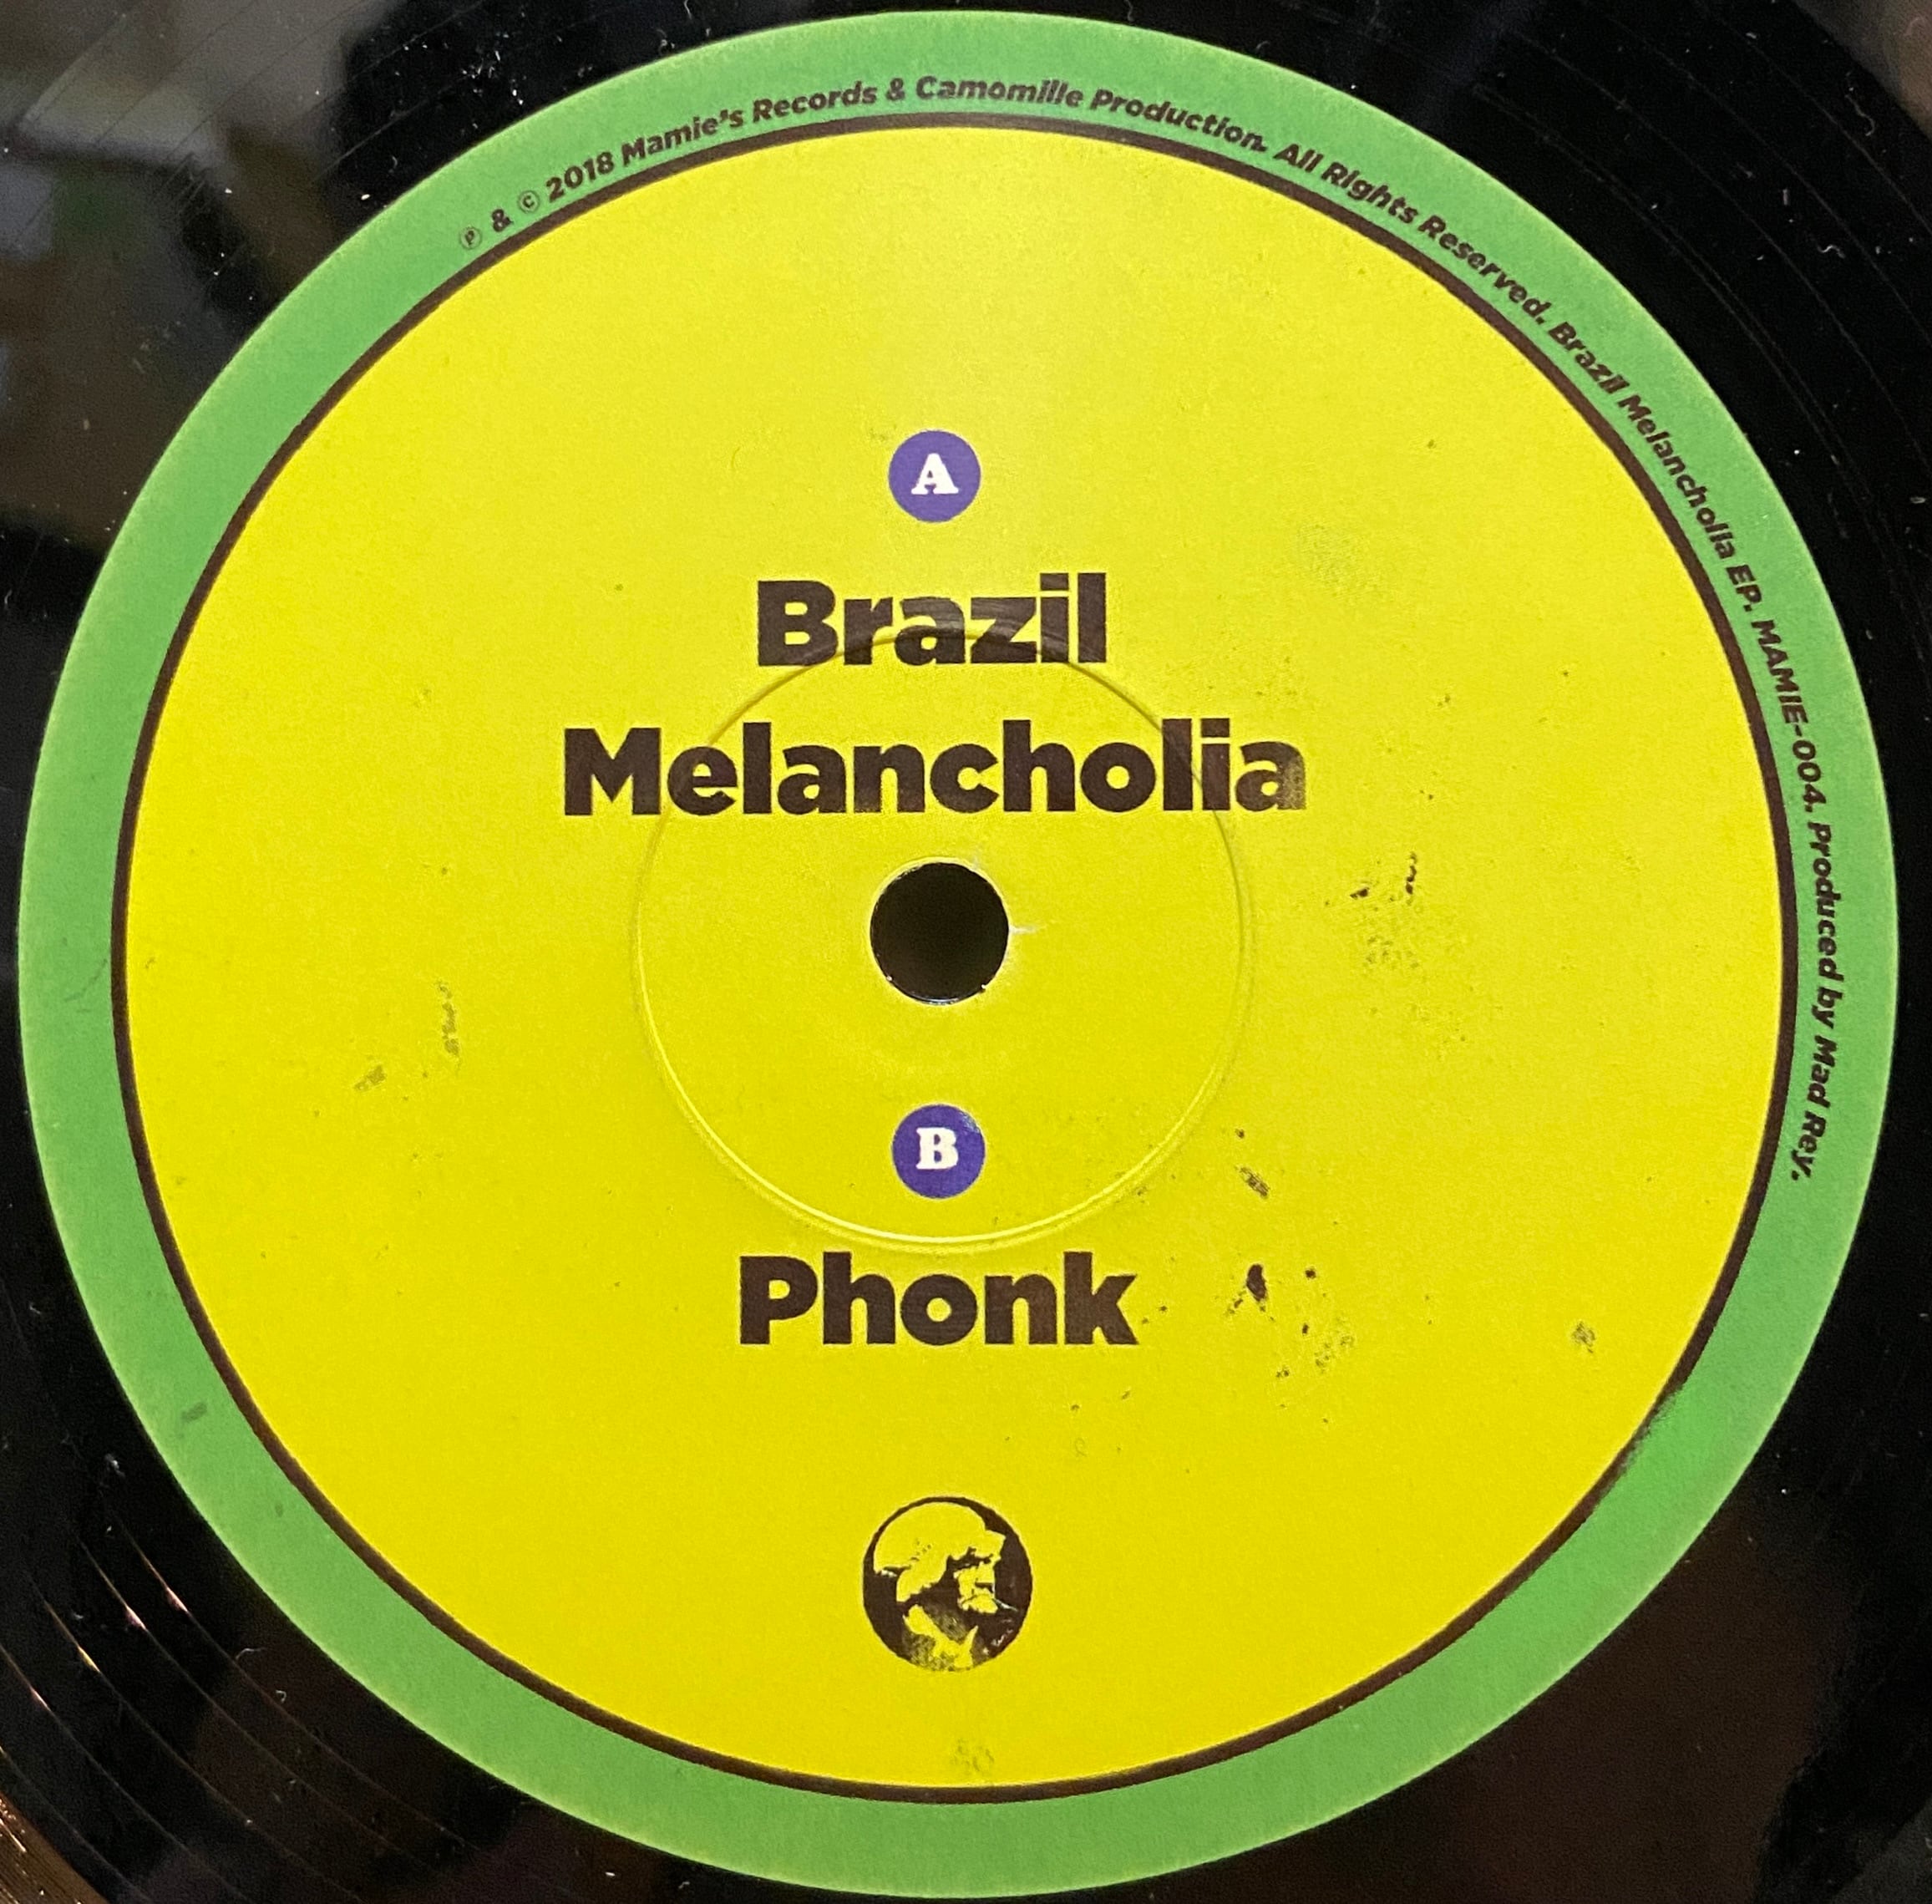 ℗ & © 2018 Mamie's Records & Camomille Production. All Rights Reserved. Brazil Melancholia EP. MAMIE-004. Produced by Mad Rey.
A
Brazil
Melancholia
B
Phonk